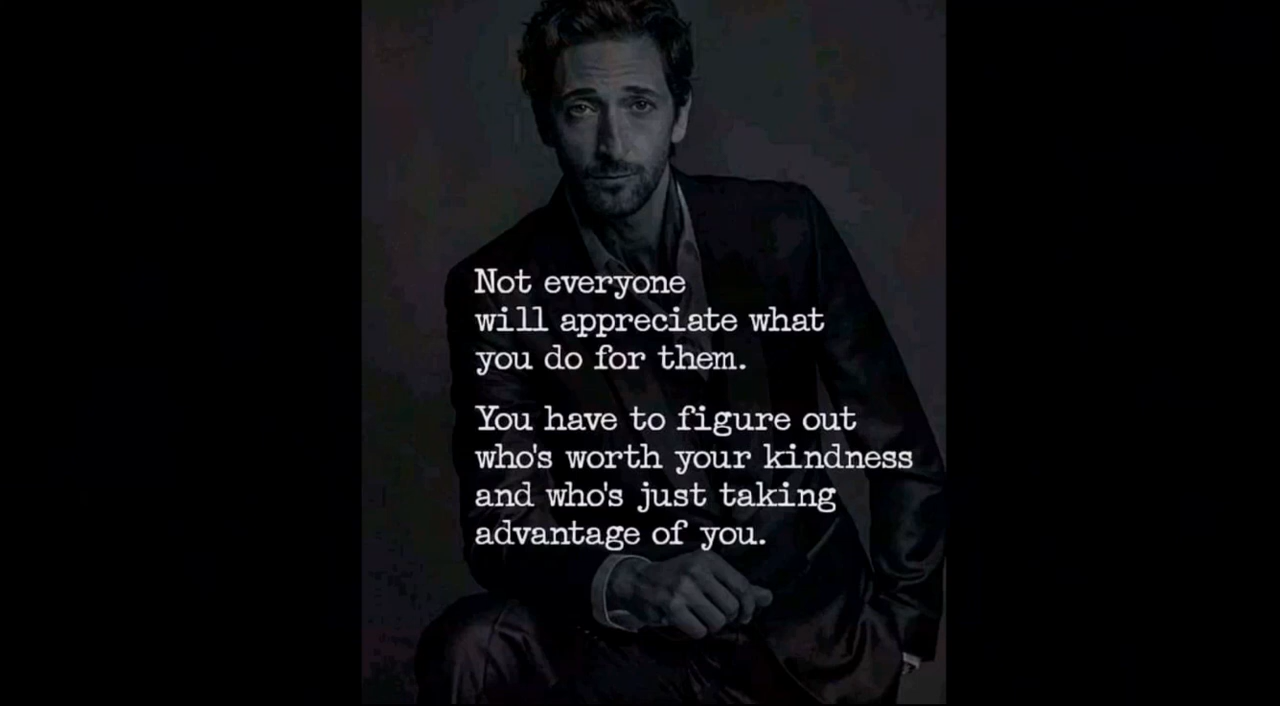 Not everyone
will appreciate what
you do for them.
You have to figure out
who's worth your kindness
and who's just taking
advantage of you.